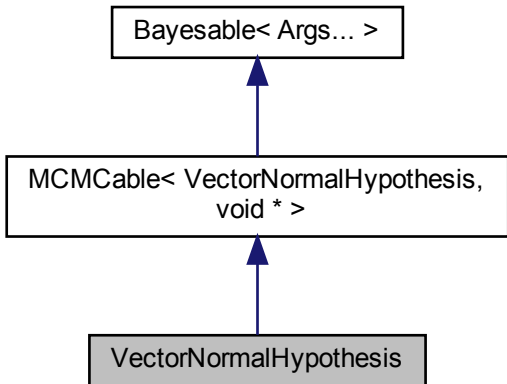 Bayesable< Args... >
MCMCable< VectorNormalHypothesis,
void * >
VectorNormalHypothesis